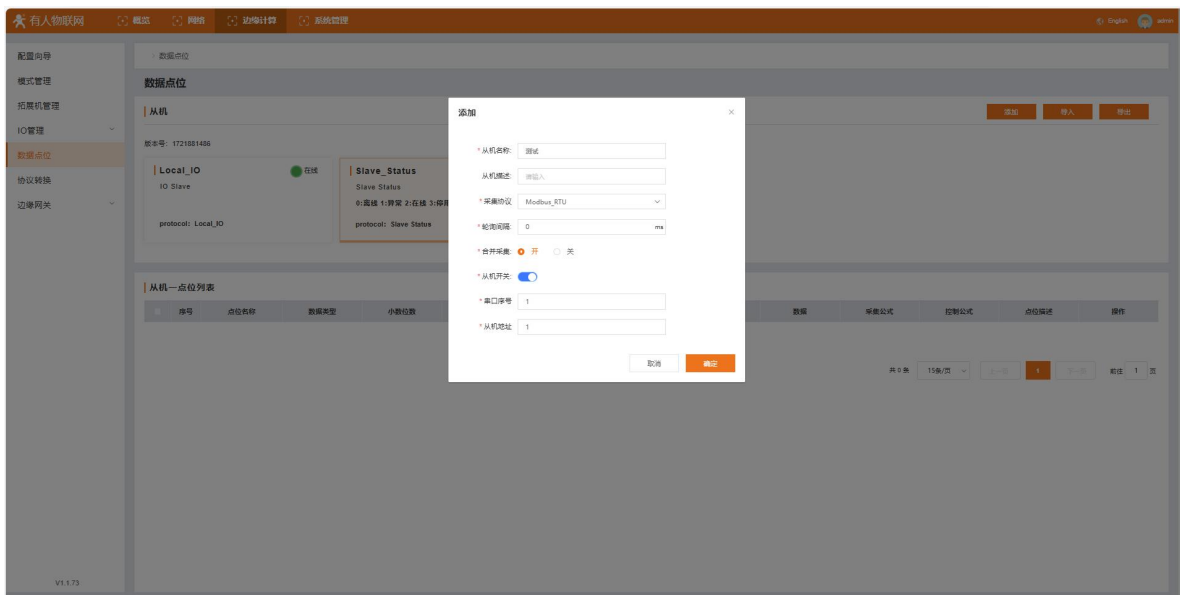 有人物联网 概览 网络 边缘计算 系统管理 English admin
配置向导
模式管理
拓展机管理
IO管理
数据点位
协议转换
边缘网关
V1.1.73
数据点位
数据点位
从机 添加 导入 导出
版本号: 1721881486
Local_IO 在线
IO Slave
protocol: Local_IO
Slave_Status
Slave Status
0:离线 1:异常 2:在线 3:停用
protocol: Slave Status
从机—点位列表
序号 点位名称 数据类型 小数位数 数据 采集公式 控制公式 点位描述 操作
共 0 条 15条/页 上一页 1 下一页 前往 1 页
添加 ×
* 从机名称: 测试
从机描述: 请输入
* 采集协议 Modbus_RTU
* 轮询间隔: 0 ms
* 合并采集: 开 关
* 从机开关:
* 串口序号 1
* 从机地址 1
取消 确定